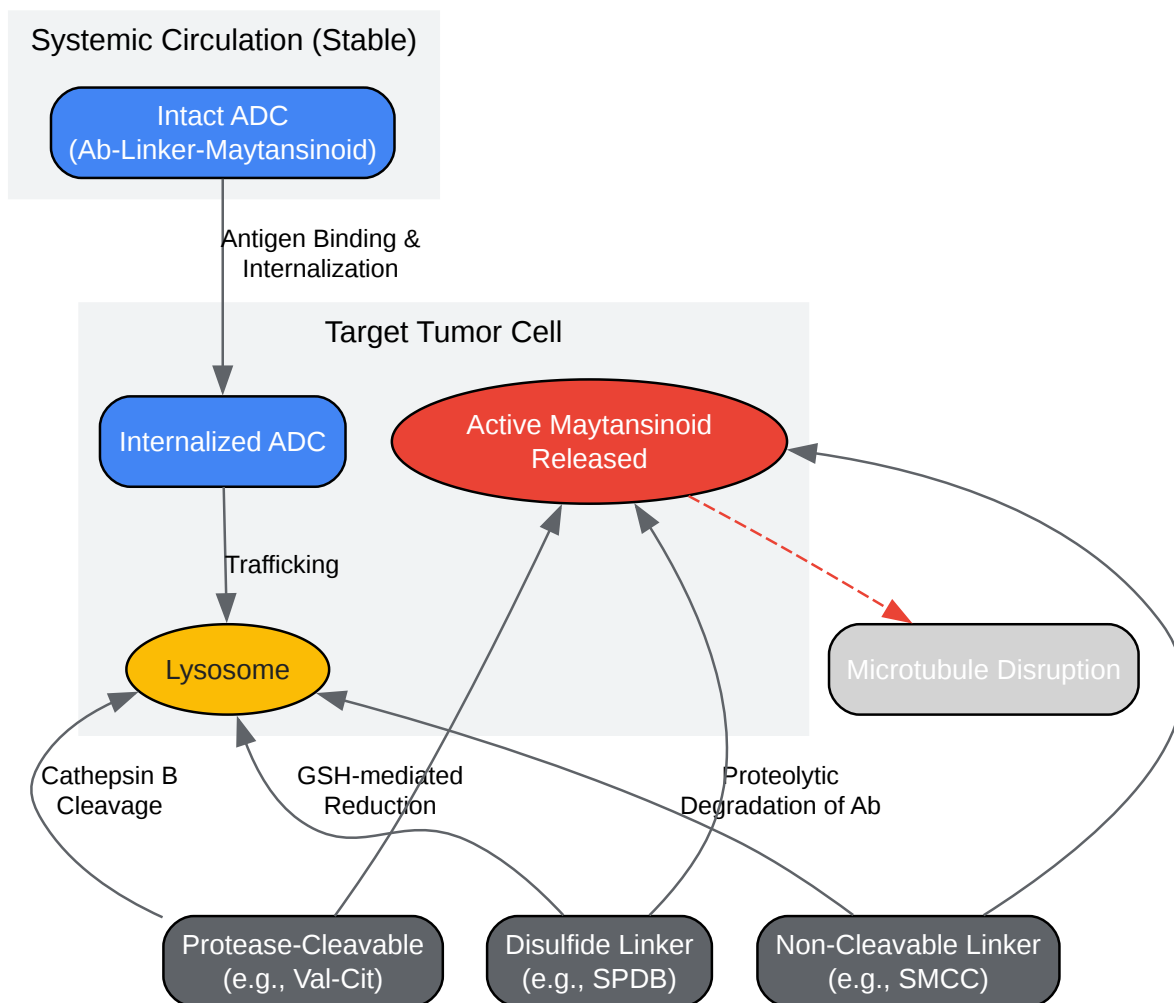 Systemic Circulation (Stable)
Intact ADC
(Ab-Linker-Maytansinoid)
Antigen Binding &
Internalization
Target Tumor Cell
Internalized ADC
Active Maytansinoid
Released
Trafficking
Lysosome
Microtubule Disruption
Cathepsin B
Cleavage
GSH-mediated
Reduction
Proteolytic
Degradation of Ab
Protease-Cleavable
(e.g., Val-Cit)
Disulfide Linker
(e.g., SPDB)
Non-Cleavable Linker
(e.g., SMCC)